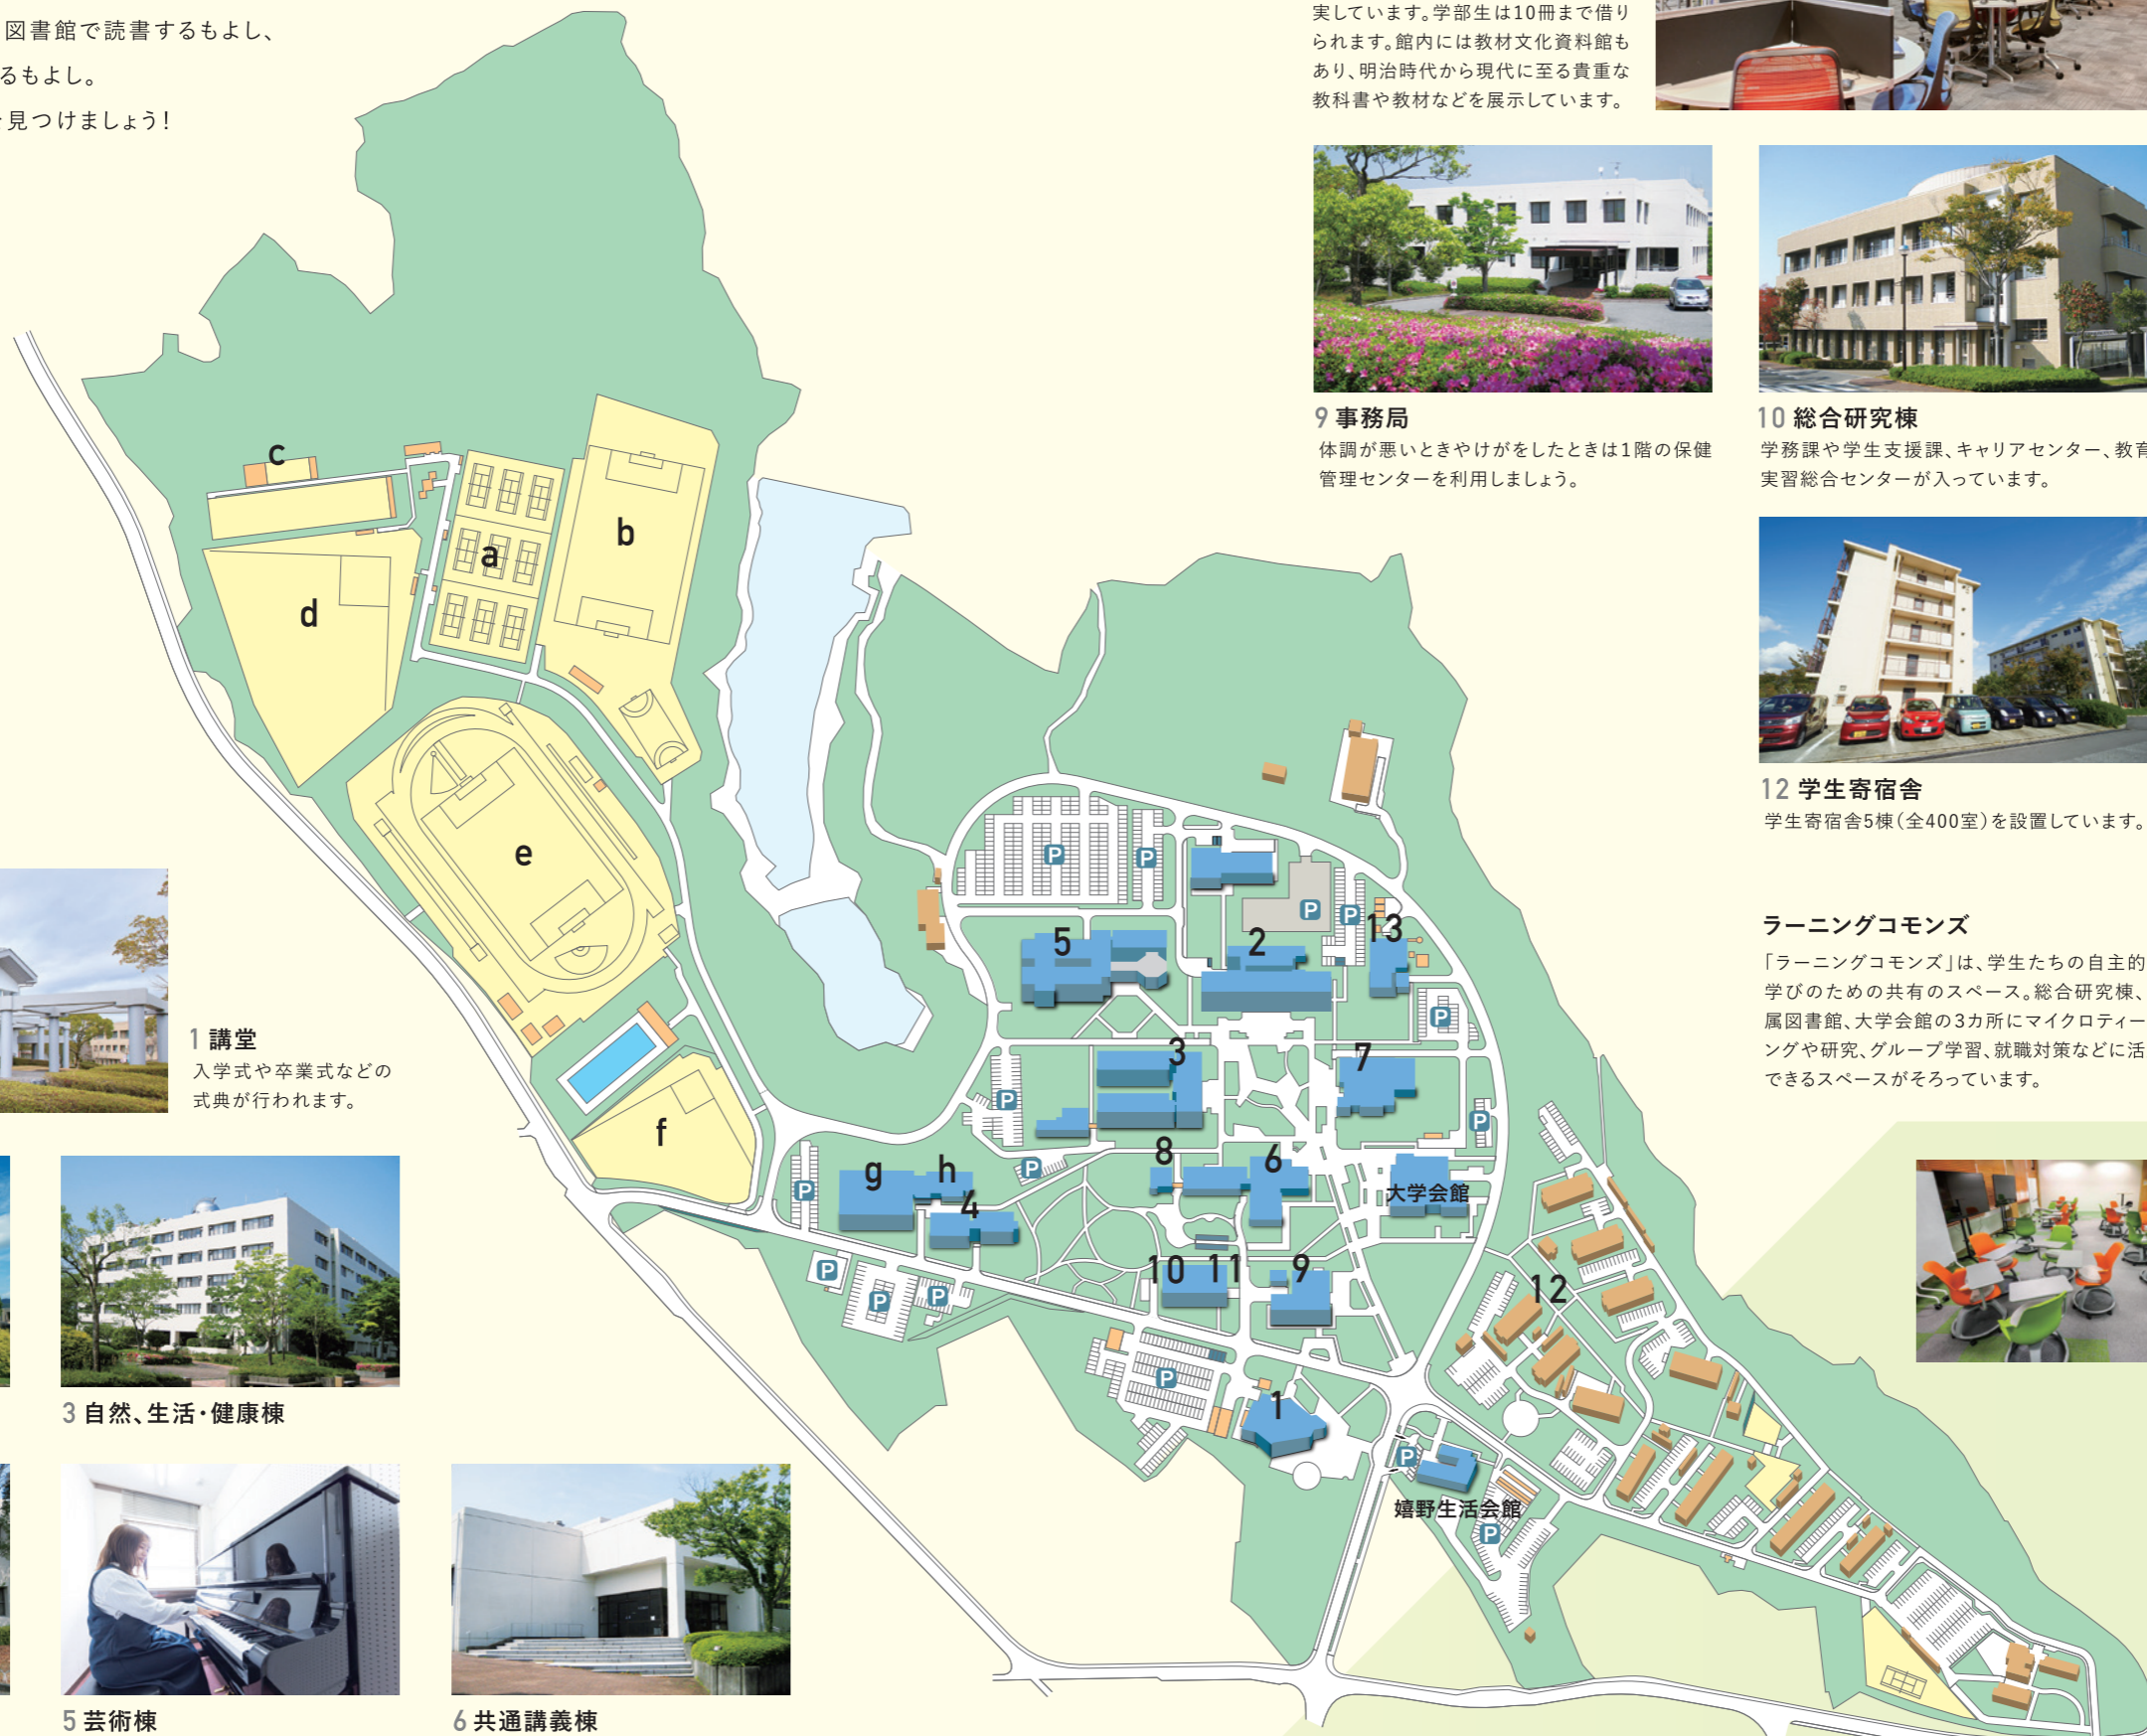 図書館で読書するもよし、
るもよし。
見つけましょう！
実しています。学部生は10冊まで借り
られます。館内には教材文化資料館も
あり、明治時代から現代に至る貴重な
教科書や教材などを展示しています。
9 事務局
体調が悪いときやけがをしたときは1階の保健
管理センターを利用しましょう。
10 総合研究棟
学務課や学生支援課、キャリアセンター、教育
実習総合センターが入っています。
12 学生寄宿舎
学生寄宿舎5棟（全400室）を設置しています。
ラーニングコモンズ
「ラーニングコモンズ」は、学生たちの自主的
学びのための共有のスペース。総合研究棟、
属図書館、大学会館の3カ所にマイクロティー
ングや研究、グループ学習、就職対策などに活
できるスペースがそろっています。
1 講堂
入学式や卒業式などの
式典が行われます。
3 自然、生活・健康棟
5 芸術棟
6 共通講義棟
c
b
a
d
e
f
g
h
4
P
P
P
P
5
2
13
P
3
7
P
P
P
P
8
6
大学会館
10
11
9
12
P
P
P
P
1
P
嬉野生活会館
P